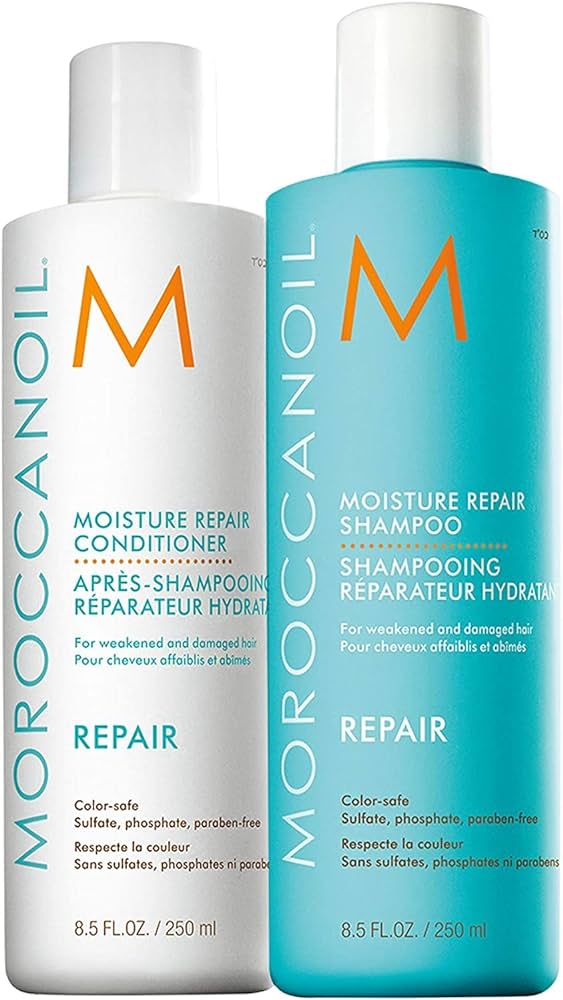 MOROCCANOIL®
M
MOISTURE REPAIR
CONDITIONER
APRÈS-SHAMPOOING
RÉPARATEUR HYDRATA
For weakened and damaged hair
Pour cheveux affaiblis et abîmés
REPAIR
Color-safe
Sulfate, phosphate, paraben-free
Respecte la couleur
Sans sulfates, phosphates ni parabe
8.5 FL.OZ. / 250 ml
MOROCCANOIL®
M
MOISTURE REPAIR
SHAMPOO
SHAMPOOING
RÉPARATEUR HYDRATAN
For weakened and damaged hair
Pour cheveux affaiblis et abîmés
REPAIR
Color-safe
Sulfate, phosphate, paraben-free
Respecte la couleur
Sans sulfates, phosphates ni parabens
8.5 FL.OZ. / 250 ml